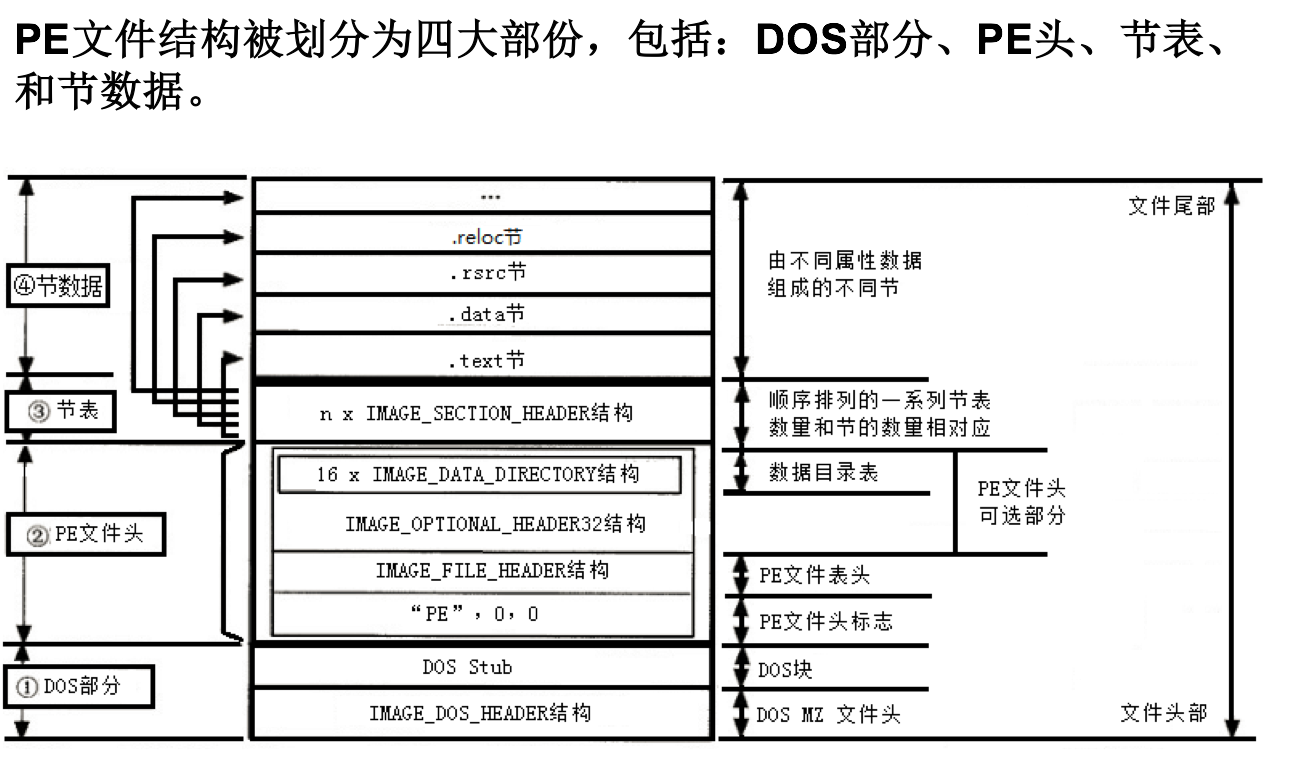 PE文件结构被划分为四大部份，包括：DOS部分、PE头、节表、
和节数据。
文件尾部
...
.reloc节
.rsrc节
.data节
.text节
④节数据
由不同属性数据
组成的不同节
③节表
n x IMAGE_SECTION_HEADER结构
顺序排列的一系列节表
数量和节的数量相对应
16 x IMAGE_DATA_DIRECTORY结构
数据目录表
IMAGE_OPTIONAL_HEADER32结构
PE文件头
可选部分
②PE文件头
IMAGE_FILE_HEADER结构
PE文件表头
“PE”，0，0
PE文件头标志
①DOS部分
DOS Stub
DOS块
IMAGE_DOS_HEADER结构
DOS MZ 文件头
文件头部